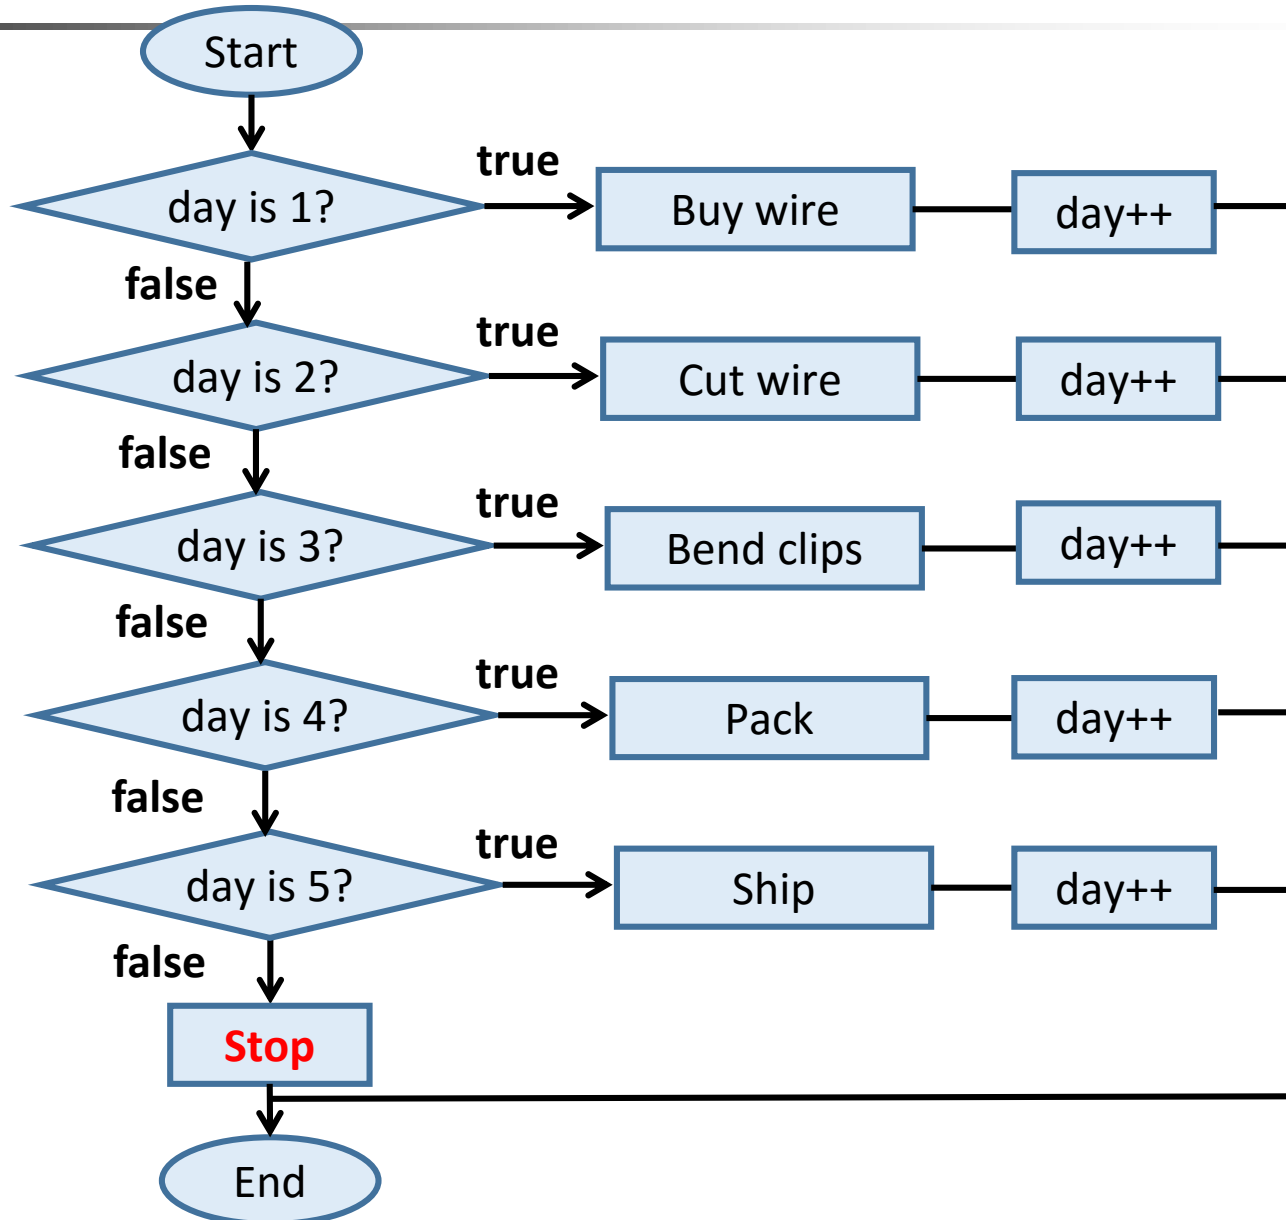 Start
day is 1?
true
Buy wire
day++
false
day is 2?
true
Cut wire
day++
false
day is 3?
true
Bend clips
day++
false
day is 4?
true
Pack
day++
false
day is 5?
true
Ship
day++
false
Stop
End